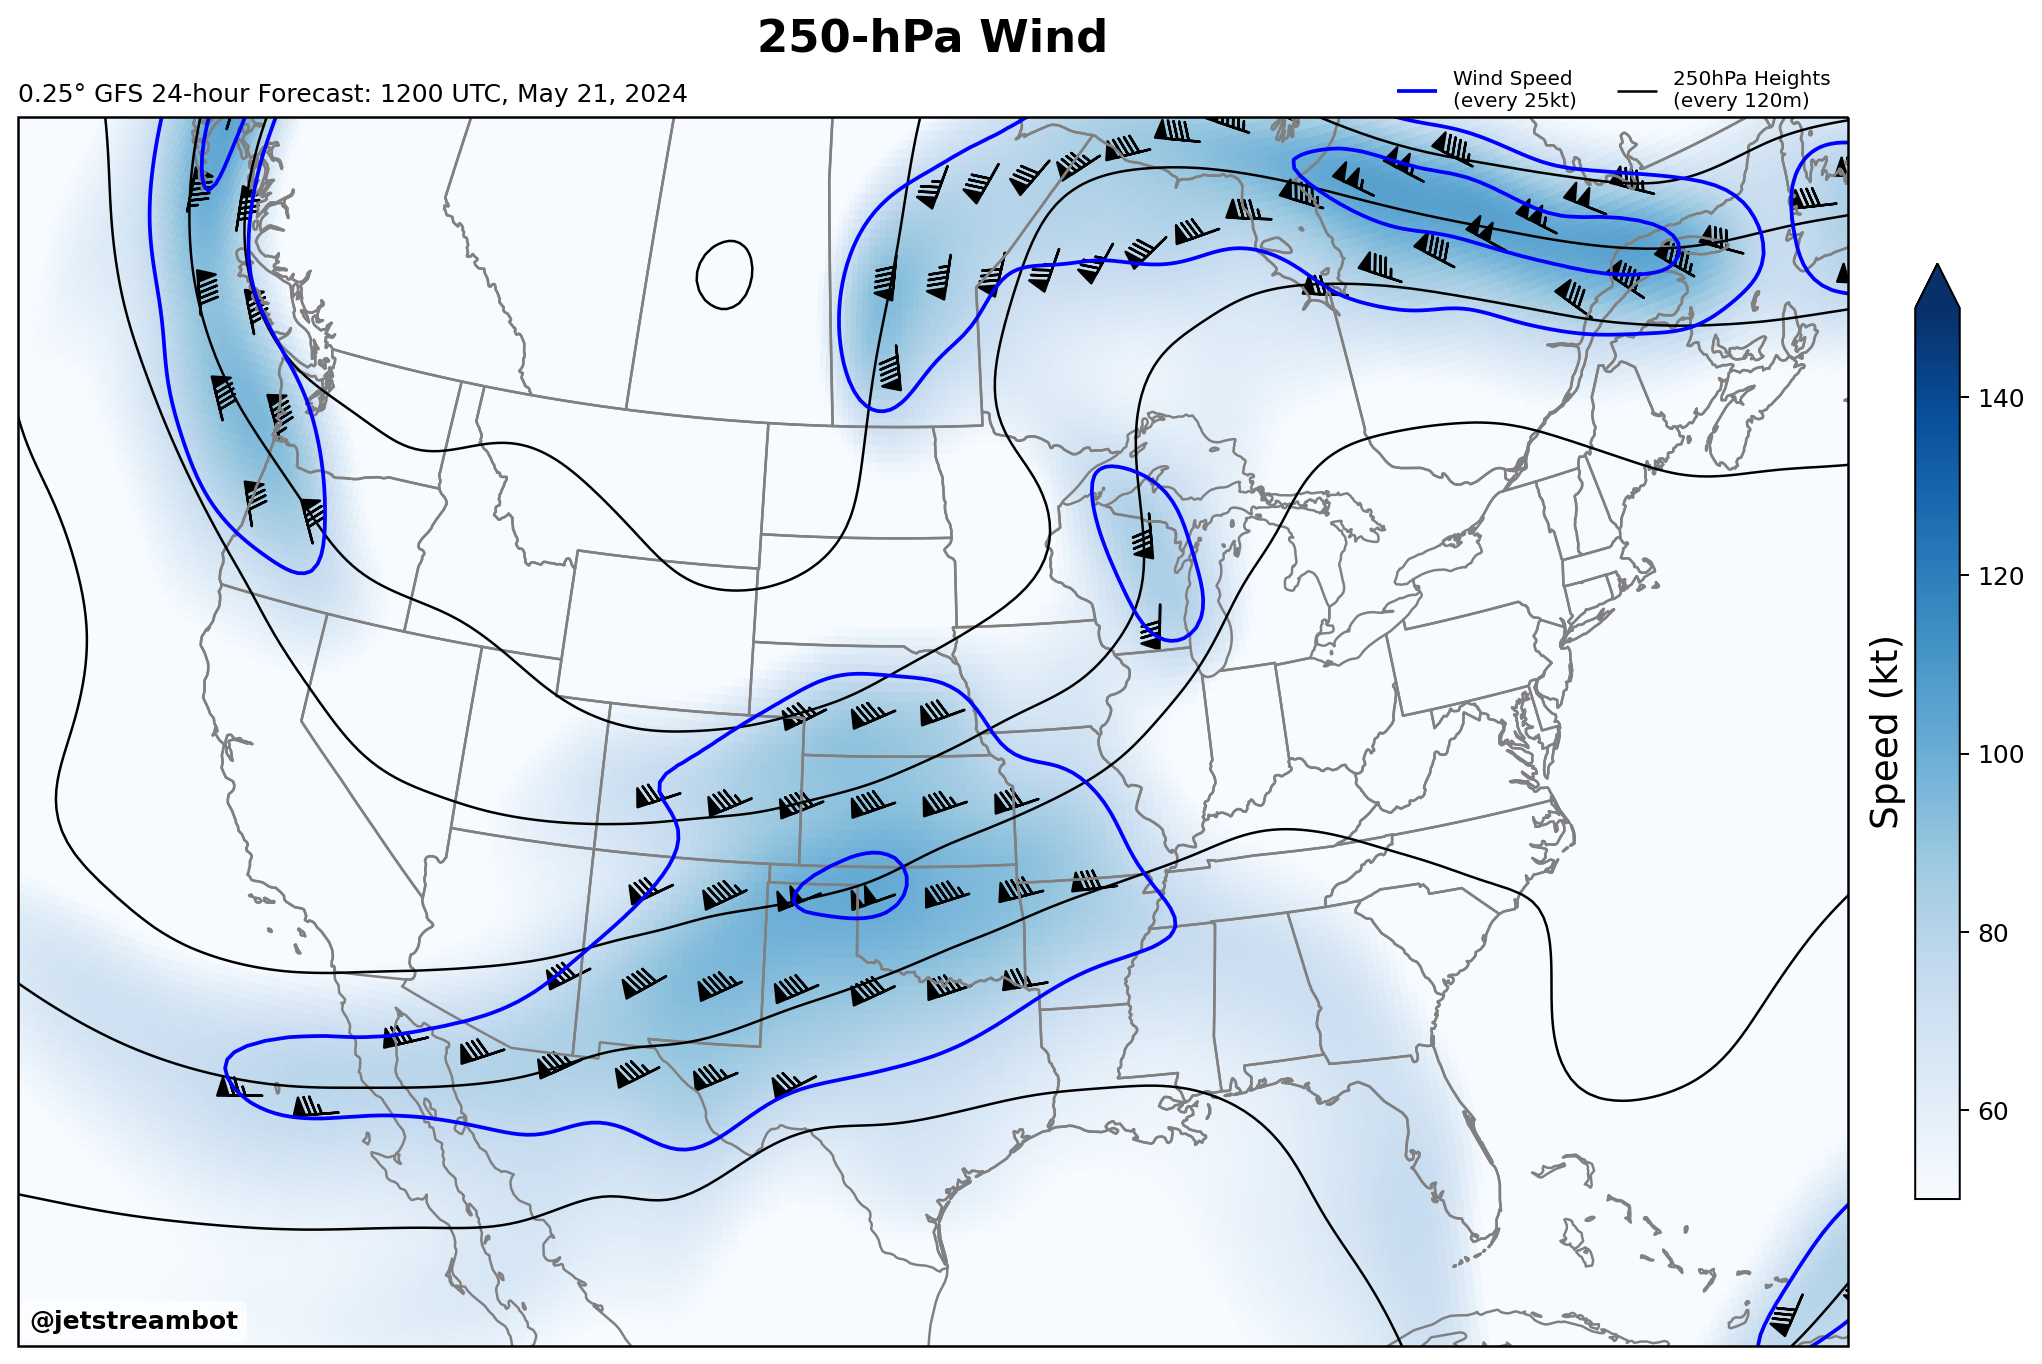 250-hPa Wind
0.25° GFS 24-hour Forecast: 1200 UTC, May 21, 2024
Wind Speed
(every 25kt)
250hPa Heights
(every 120m)
140
120
100
80
60
Speed (kt)
@jetstreambot